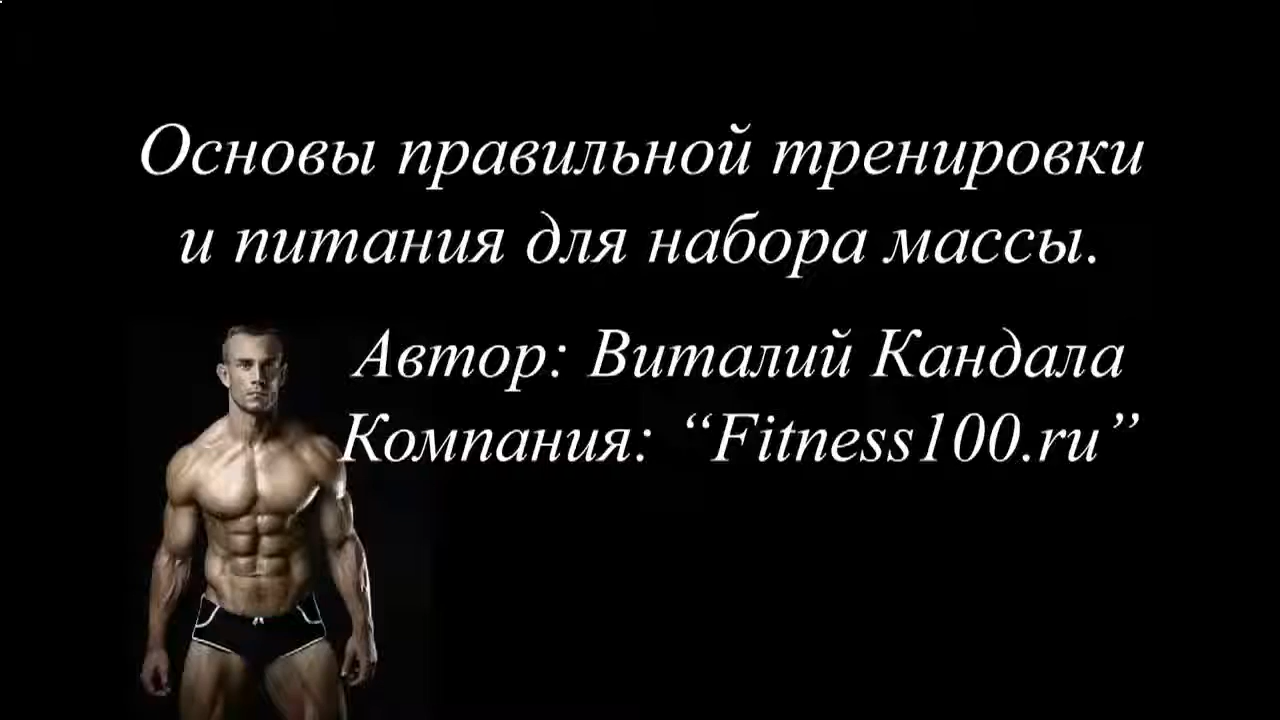 Основы правильной тренировки
и питания для набора массы.
Автор: Виталий Кандала
Компания: “Fitness100.ru”